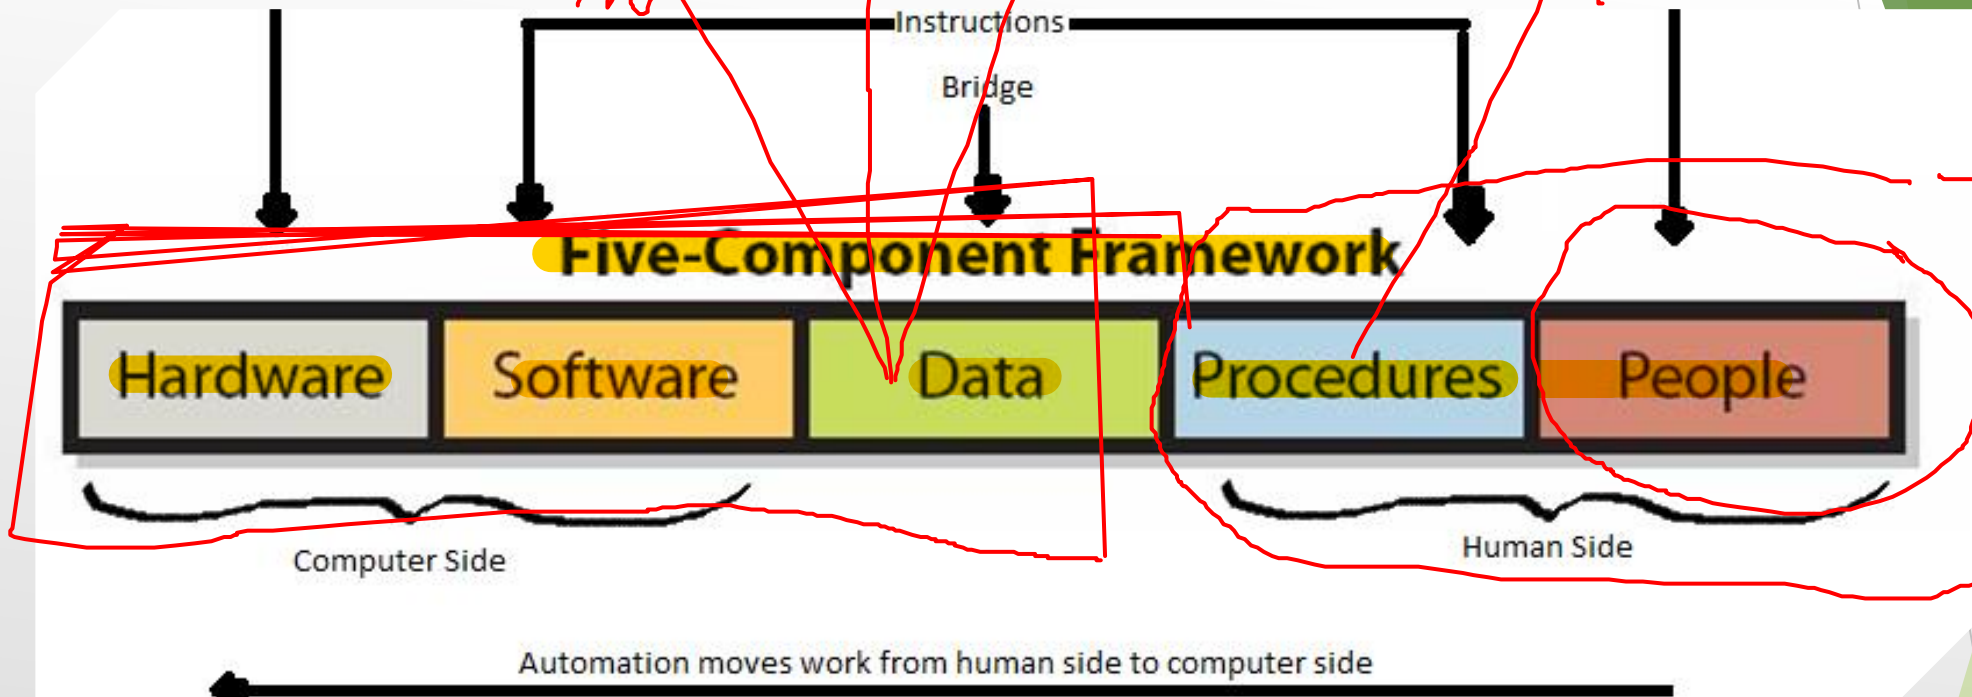 Instructions
Bridge
Five-Component Framework
Hardware Software Data Procedures People
Computer Side
Human Side
Automation moves work from human side to computer side